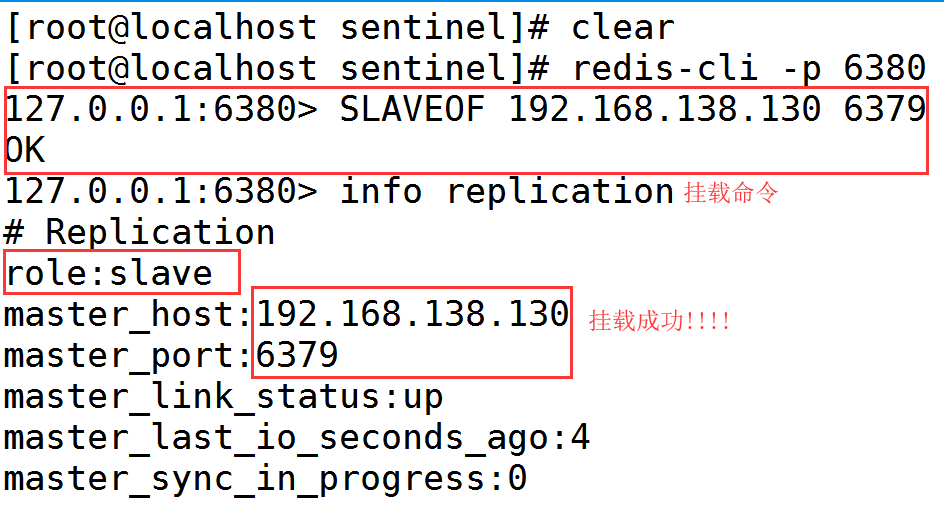 [root@localhost sentinel]# clear
[root@localhost sentinel]# redis-cli -p 6380
127.0.0.1:6380> SLAVEOF 192.168.138.130 6379
OK
127.0.0.1:6380> info replication 挂载命令
# Replication
role:slave
master_host:192.168.138.130 挂载成功!!!!
master_port:6379
master_link_status:up
master_last_io_seconds_ago:4
master_sync_in_progress:0